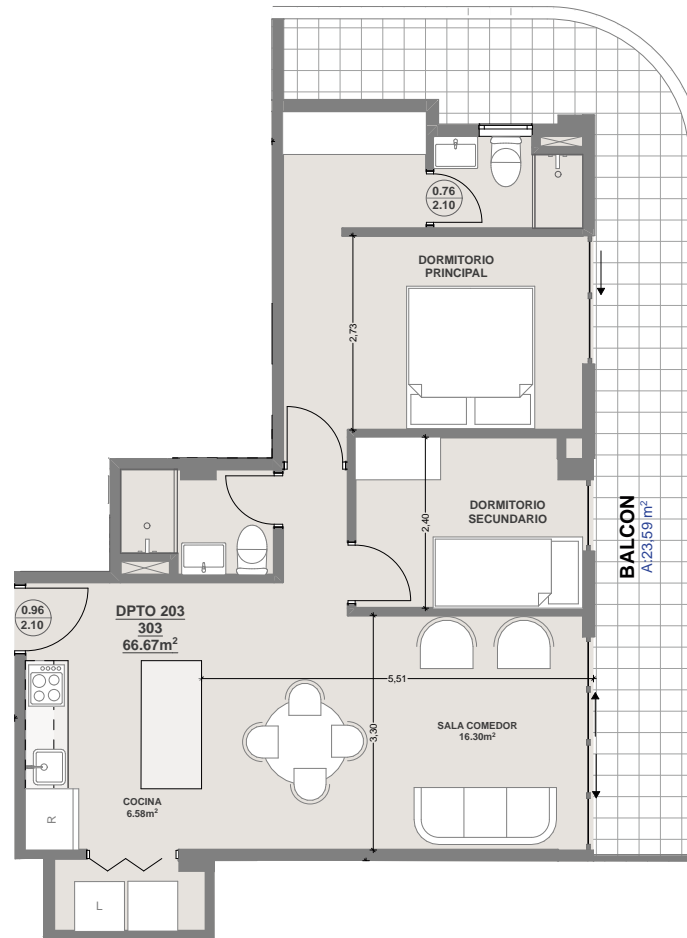 0.76
2.10
DORMITORIO
PRINCIPAL
2,73
DORMITORIO
SECUNDARIO
2,40
BALCON
A:23,59 m²
0.96
2.10
DPTO 203
303
66.67m²
5,51
3,30
SALA COMEDOR
16.30m²
COCINA
6.58m²
R
L